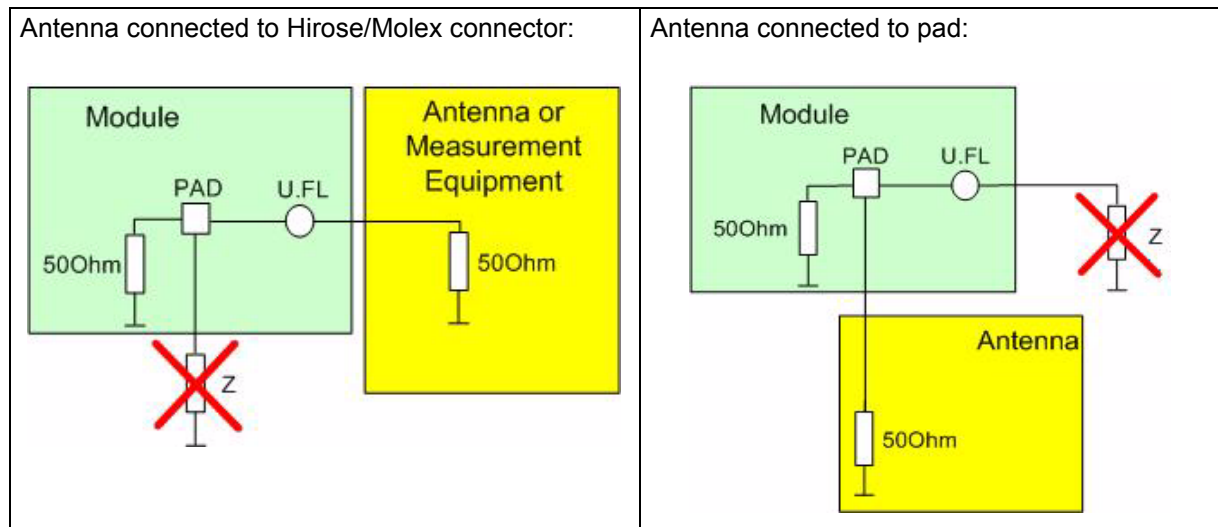 Antenna connected to Hirose/Molex connector:
Module
PAD
U.FL
50Ohm
Z
Antenna or
Measurement
Equipment
50Ohm
Antenna connected to pad:
Module
PAD
U.FL
50Ohm
Z
Antenna
50Ohm